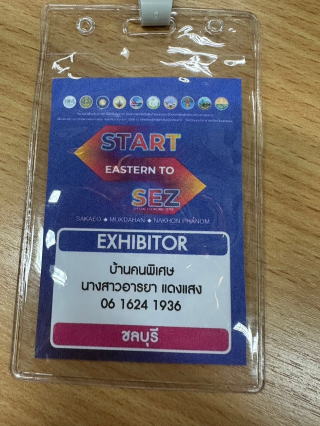 START
EASTERN TO
SEZ
SAKAEO ◆ MUKDAHAN ◆ NAKHON PHANOM
EXHIBITOR
บ้านคนพิเศษ
นางสาวอารยา แดงแสง
06 1624 1936
ชลบุรี